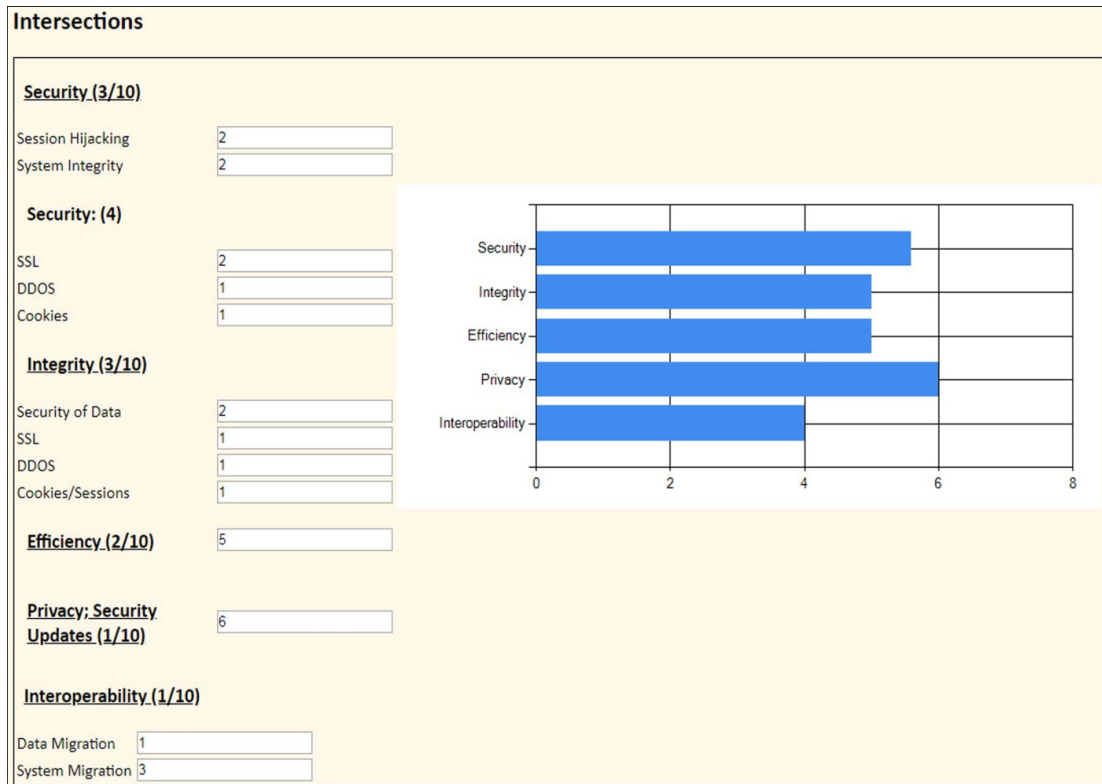 Intersections
Security (3/10)
Session Hijacking 2
System Integrity 2
Security: (4)
SSL 2
DDOS 1
Cookies 1
Integrity (3/10)
Security of Data 2
SSL 1
DDOS 1
Cookies/Sessions 1
Efficiency (2/10) 5
Privacy; Security
Updates (1/10)
6
Interoperability (1/10)
Data Migration 1
System Migration 3
Security
Integrity
Efficiency
Privacy
Interoperability
0 2 4 6 8